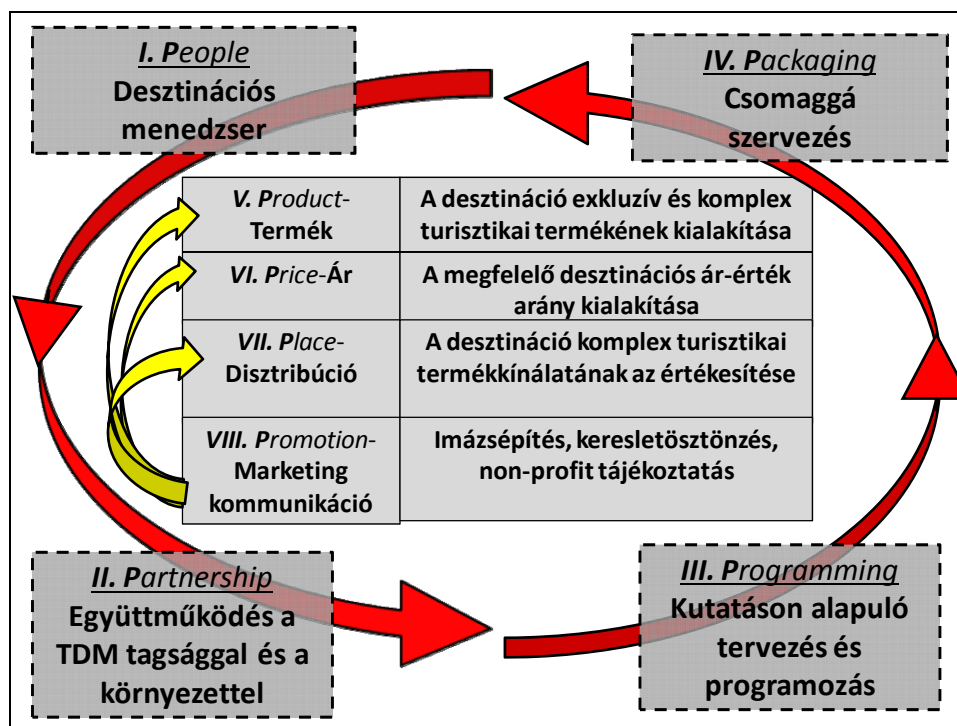 I. People
Desztinációs
menedzser
IV. Packaging
Csomaggá
szervezés
V. Product-
Termék
A desztináció exkluzív és komplex
turisztikai termékének kialakítása
VI. Price-Ár
A megfelelő desztinációs ár-érték
arány kialakítása
VII. Place-
Disztribúció
A desztináció komplex turisztikai
termékkínálatának az értékesítése
VIII. Promotion-
Marketing
kommunikáció
Imázsépítés, keresletösztönzés,
non-profit tájékoztatás
II. Partnership
Együttműködés a
TDM tagsággal és a
környezettel
III. Programming
Kutatáson alapuló
tervezés és
programozás